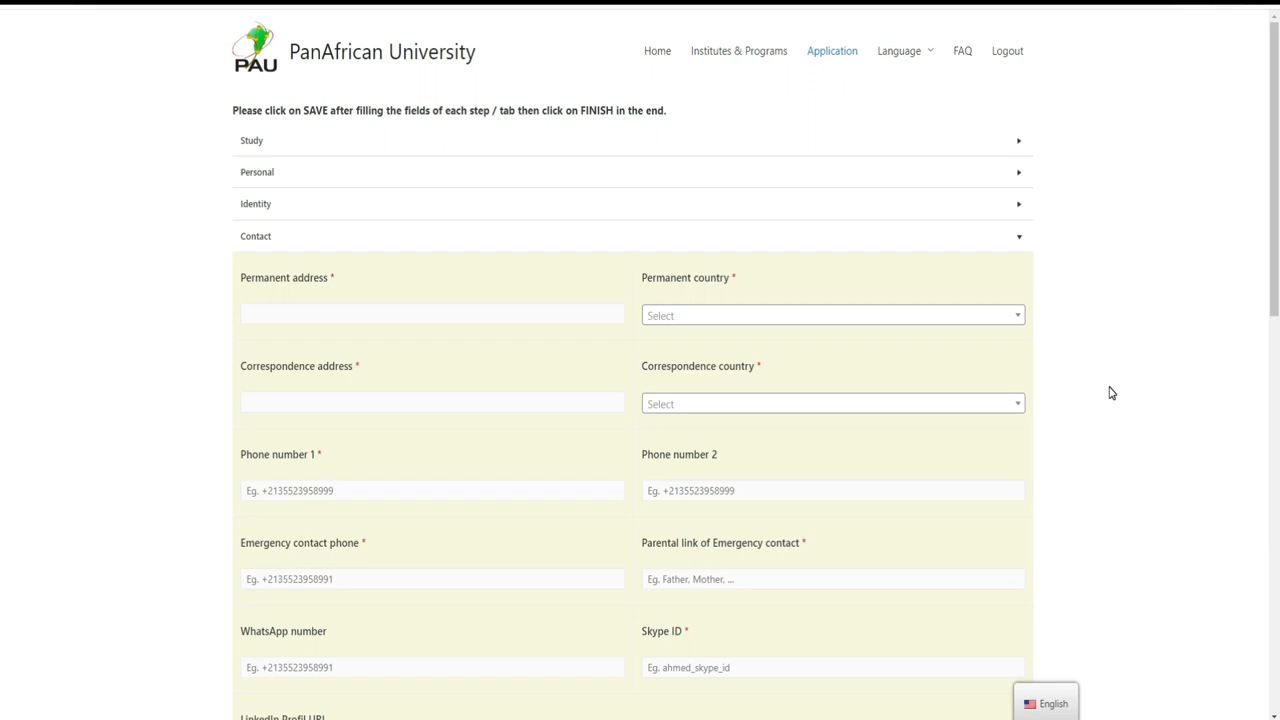 PAU
PanAfrican University
Home Institutes & Programs Application Language FAQ Logout
Please click on SAVE after filling the fields of each step / tab then click on FINISH in the end.
Study
Personal
Identity
Contact
Permanent address * Permanent country *
Select
Correspondence address * Correspondence country *
Select
Phone number 1 * Phone number 2
Eg. +2135523958999 Eg. +2135523958999
Emergency contact phone * Parental link of Emergency contact *
Eg. +2135523958991 Eg. Father, Mother, ...
WhatsApp number Skype ID *
Eg. +2135523958991 Eg. ahmed_skype_id
LinkedIn Profil URL
English